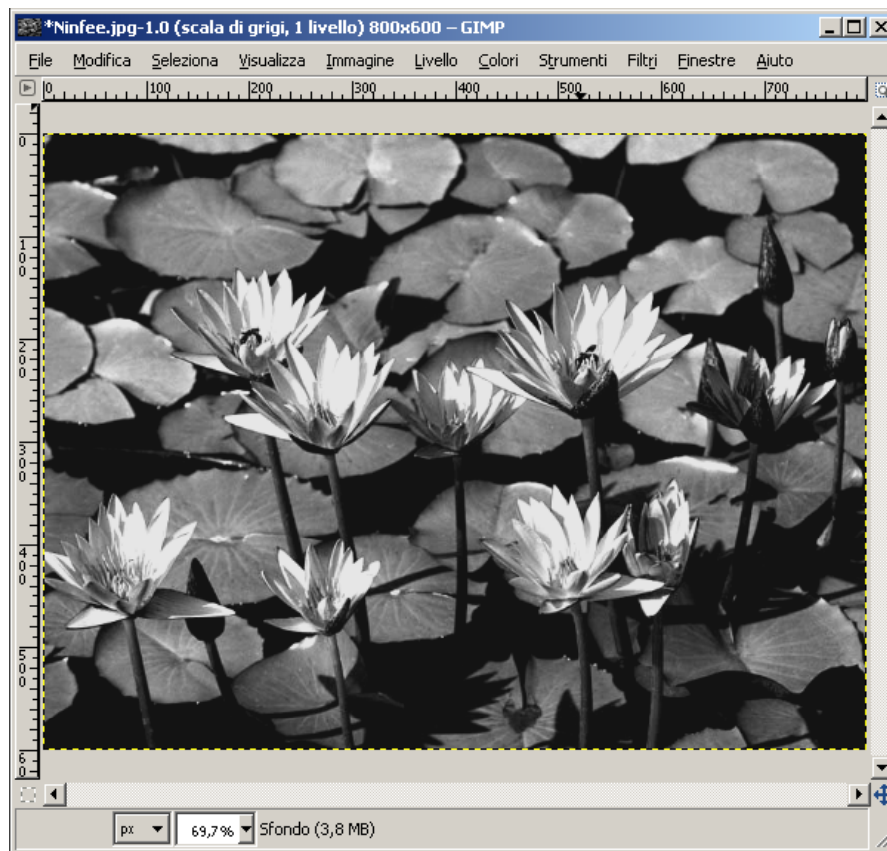 *Ninfee.jpg-1.0 (scala di grigi, 1 livello) 800x600 – GIMP
File Modifica Seleziona Visualizza Immagine Livello Colori Strumenti Filtri Finestre Aiuto
0 100 200 300 400 500 600 700
0
100
200
300
400
500
60
px 69,7% Sfondo (3,8 MB)